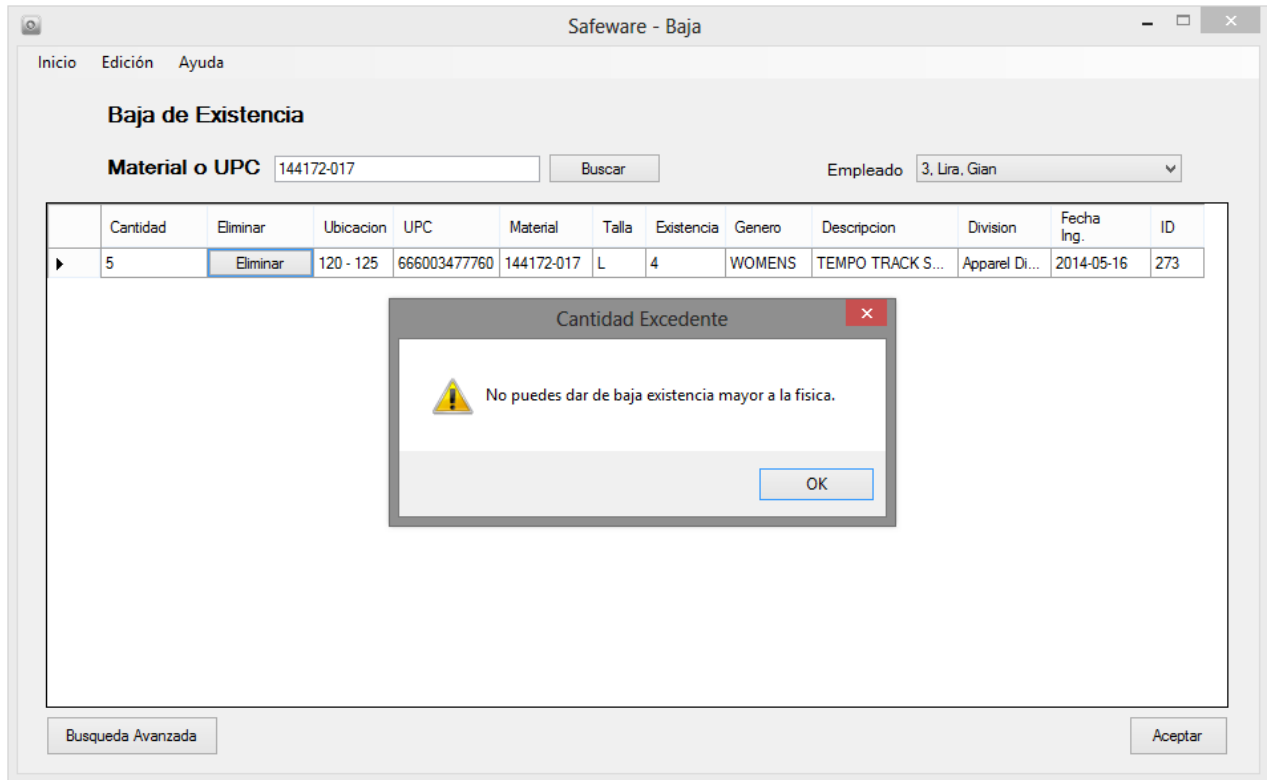 Safeware - Baja
Inicio Edición Ayuda
Baja de Existencia
Material o UPC 144172-017 Buscar Empleado 3, Lira, Gian
Cantidad Eliminar Ubicacion UPC Material Talla Existencia Genero Descripcion Division Fecha Ing. ID
5 Eliminar 120 - 125 666003477760 144172-017 L 4 WOMENS TEMPO TRACK S... Apparel Di... 2014-05-16 273
Cantidad Excedente
No puedes dar de baja existencia mayor a la fisica.
OK
Busqueda Avanzada Aceptar